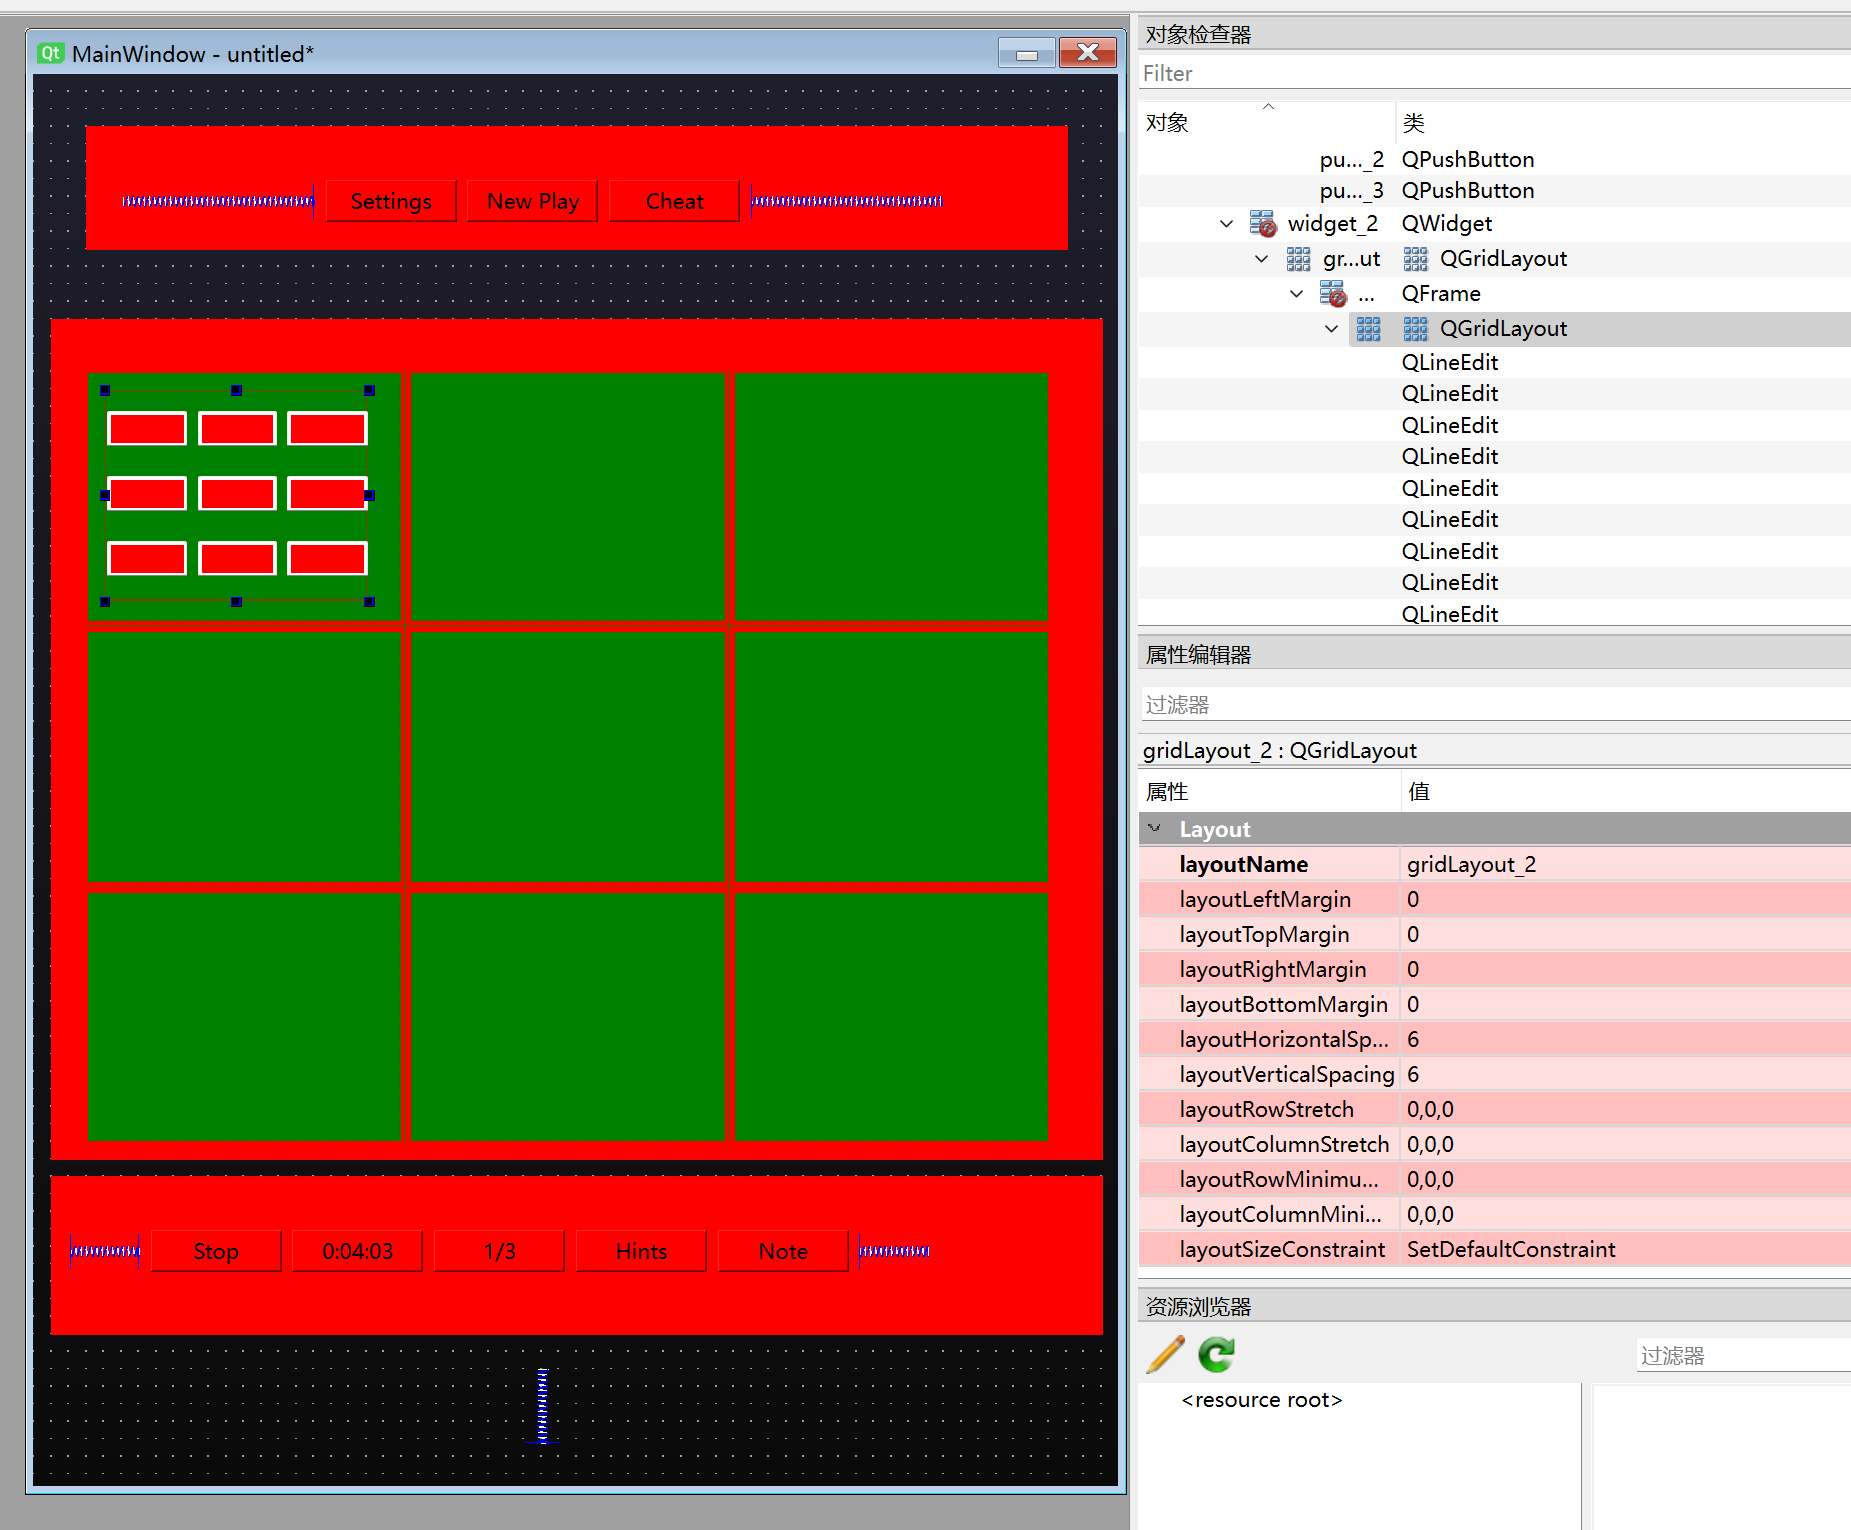 Qt MainWindow - untitled*
Settings New Play Cheat
Stop 0:04:03 1/3 Hints Note
对象检查器
Filter
对象 类
pu..._2 QPushButton
pu..._3 QPushButton
widget_2 QWidget
gr...ut QGridLayout
... QFrame
QGridLayout
QLineEdit
QLineEdit
QLineEdit
QLineEdit
QLineEdit
QLineEdit
QLineEdit
QLineEdit
QLineEdit
属性编辑器
过滤器
gridLayout_2 : QGridLayout
属性 值
Layout
layoutName gridLayout_2
layoutLeftMargin 0
layoutTopMargin 0
layoutRightMargin 0
layoutBottomMargin 0
layoutHorizontalSp... 6
layoutVerticalSpacing 6
layoutRowStretch 0,0,0
layoutColumnStretch 0,0,0
layoutRowMinimu... 0,0,0
layoutColumnMini... 0,0,0
layoutSizeConstraint SetDefaultConstraint
资源浏览器
过滤器
<resource root>